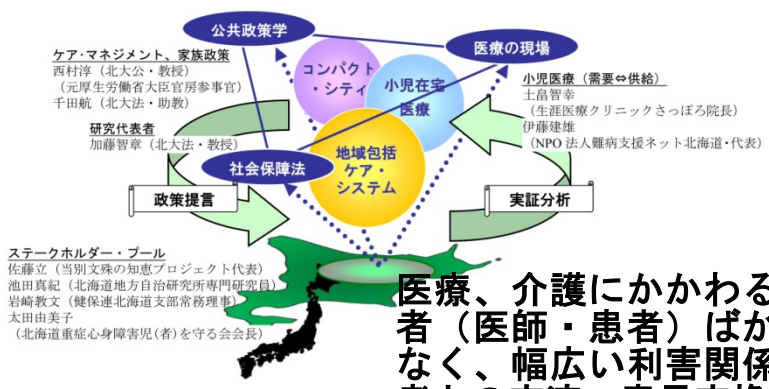 公共政策学
医療の現場
ケア・マネジメント、家族政策
西村淳（北大公・教授）
（元厚生労働省大臣官房参事官）
千田航（北大法・助教）
コンパクト
・シティ
小児在宅
医療
小児医療（需要⇔供給）
土畠智幸
（生涯医療クリニックさっぽろ院長）
伊藤建雄
（NPO 法人難病支援ネット北海道・代表）
研究代表者
加藤智章（北大法・教授）
社会保障法
地域包括
ケア・
システム
政策提言
実証分析
ステークホルダー・プール
佐藤立（当別文殊の知恵プロジェクト代表）
池田真紀（北海道地方自治研究所専門研究員）
岩崎教文（健保連北海道支部常務理事）
太田由美子
（北海道重症心身障害児(者)を守る会会長）
医療、介護にかかわる
者（医師・患者）ばか
なく、幅広い利害関係